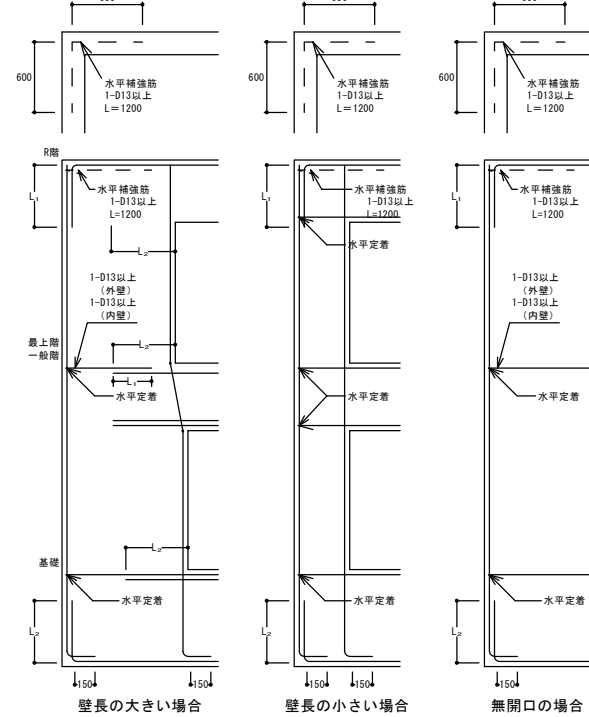 600
水平補強筋
1-D13以上
L=1200
600
水平補強筋
1-D13以上
L=1200
600
水平補強筋
1-D13以上
L=1200
R階
L₁
水平補強筋
1-D13以上
L=1200
L₂
1-D13以上
(外壁)
1-D13以上
(内壁)
最上階
一般階
L₂
L₁
水平定着
L₂
基礎
水平定着
L₂
150
150
壁長の大きい場合
L₁
水平補強筋
1-D13以上
L=1200
水平定着
水平定着
水平定着
L₂
150
150
壁長の小さい場合
L₁
水平補強筋
1-D13以上
L=1200
1-D13以上
(外壁)
1-D13以上
(内壁)
水平定着
水平定着
L₂
150
無開口の場合